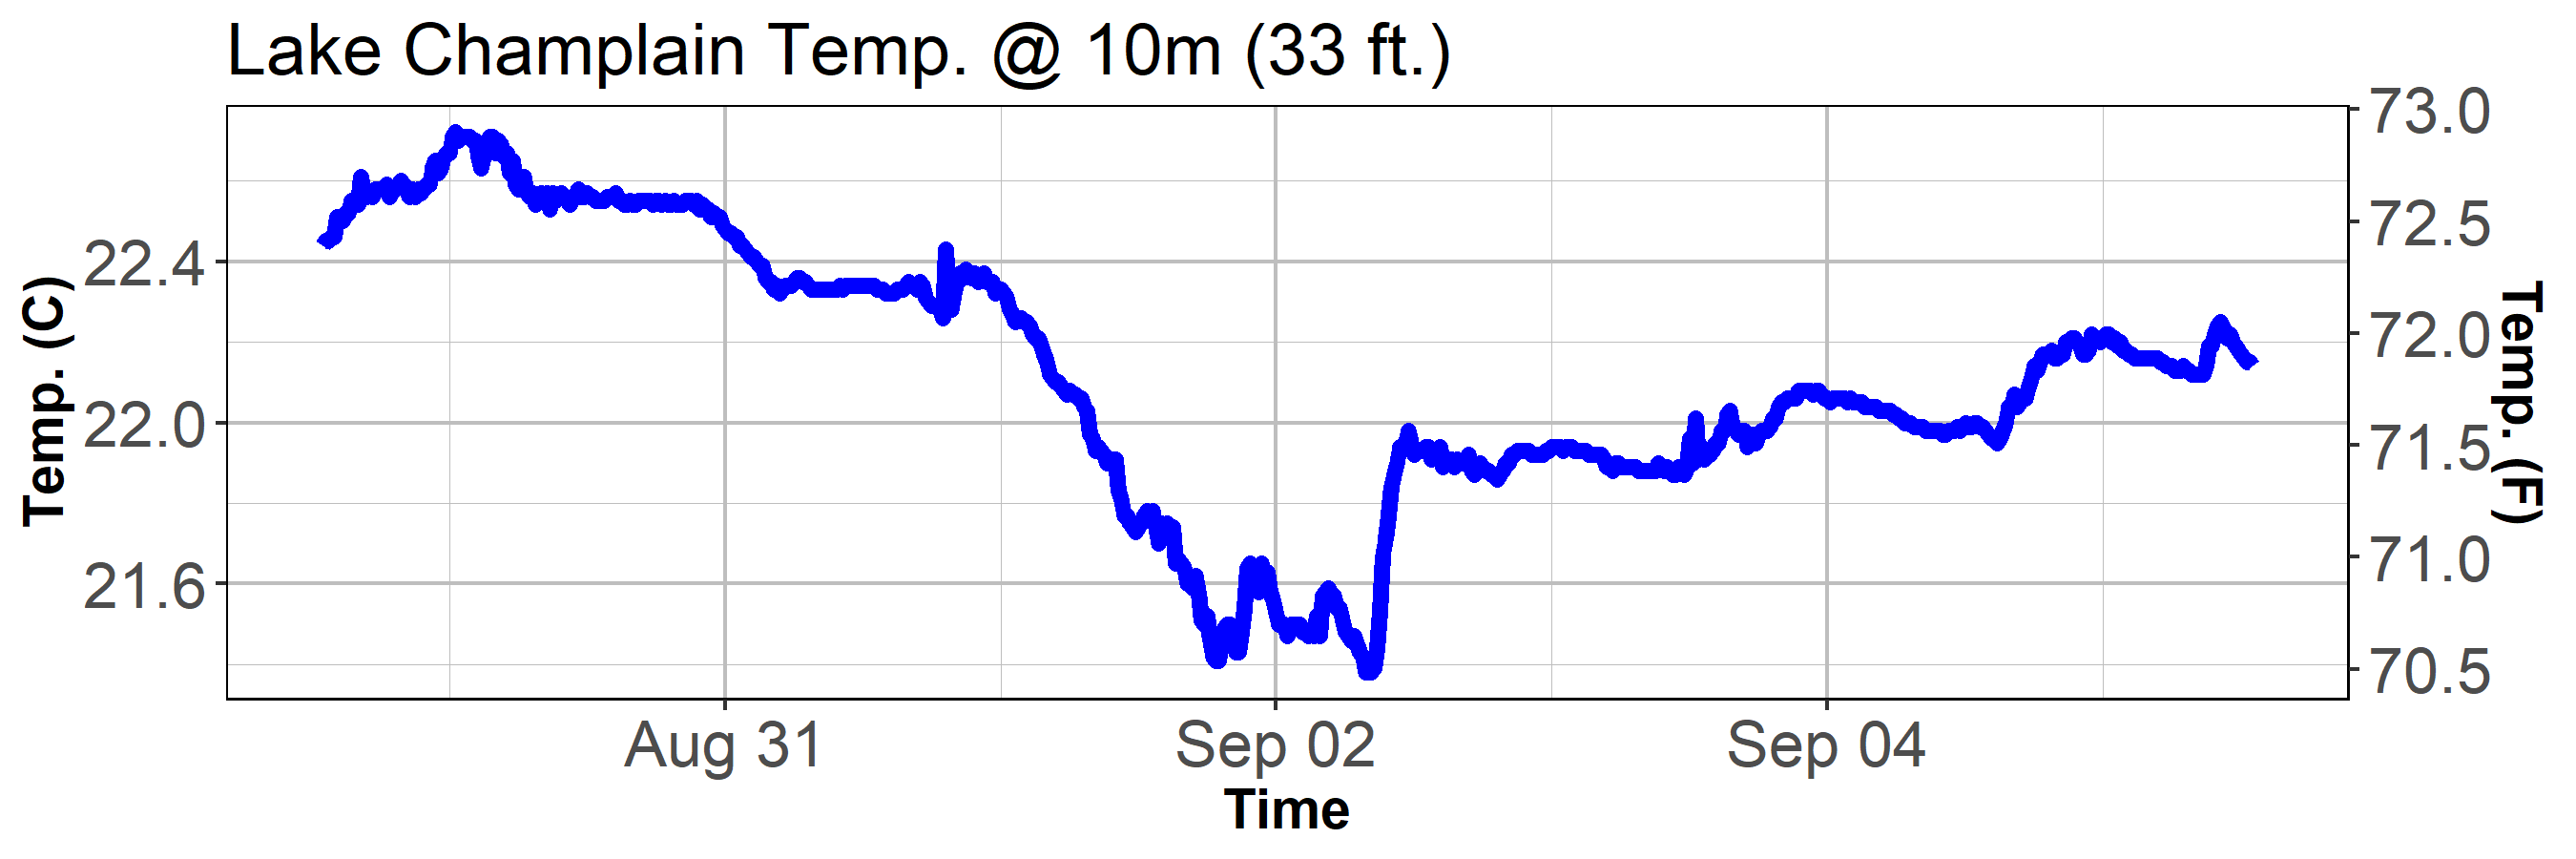 Lake Champlain Temp. @ 10m (33 ft.)
Temp. (C)
22.4
22.0
21.6
73.0
72.5
72.0
71.5
71.0
70.5
Temp. (F)
Aug 31
Sep 02
Sep 04
Time